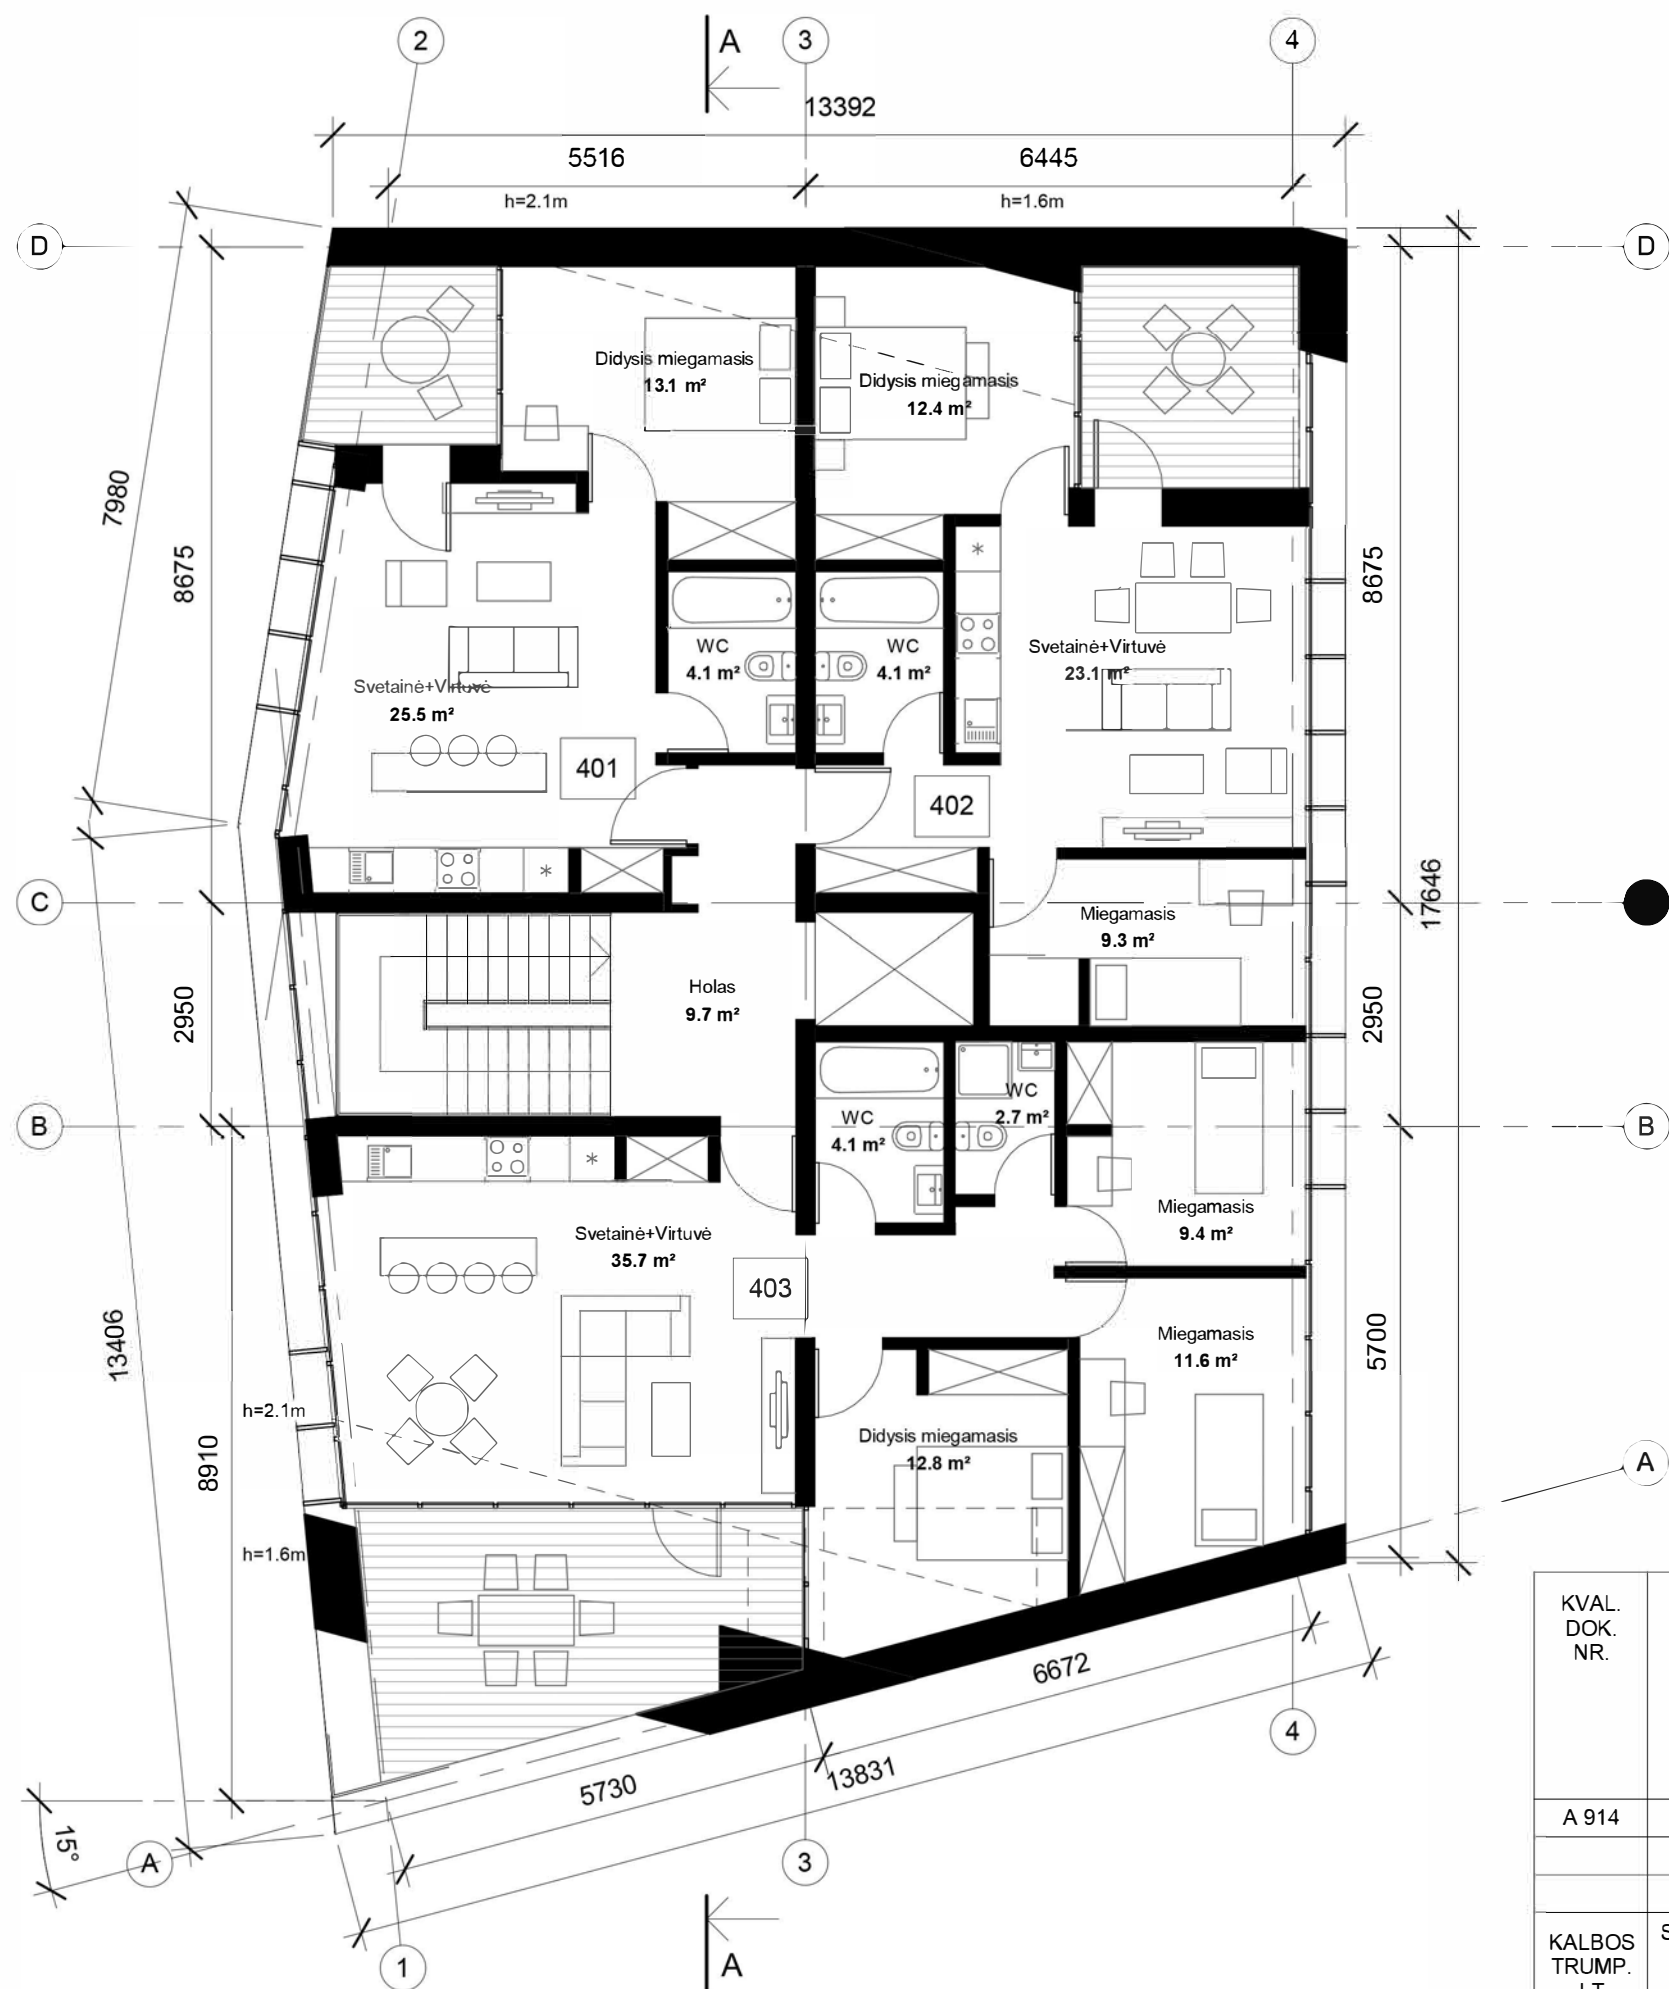 2
A
3
4
13392
5516
6445
h=2.1m
h=1.6m
D
D
Didysis miegamasis
13.1 m²
Didysis miegamasis
12.4 m²
7980
8675
8675
*
WC
4.1 m²
WC
4.1 m²
Svetainė+Virtuvė
23.1 m²
Svetainė+Virtuvė
25.5 m²
401
402
*
C
17646
Miegamasis
9.3 m²
Holas
9.7 m²
2950
2950
WC
2.7 m²
WC
4.1 m²
B
B
*
Miegamasis
9.4 m²
Svetainė+Virtuvė
35.7 m²
403
13406
5700
Miegamasis
11.6 m²
h=2.1m
Didysis miegamasis
12.8 m²
8910
A
h=1.6m
KVAL.
DOK.
NR.
6672
4
13831
5730
15°
A
3
A 914
KALBOS
TRUMP.
LT
S
A
1